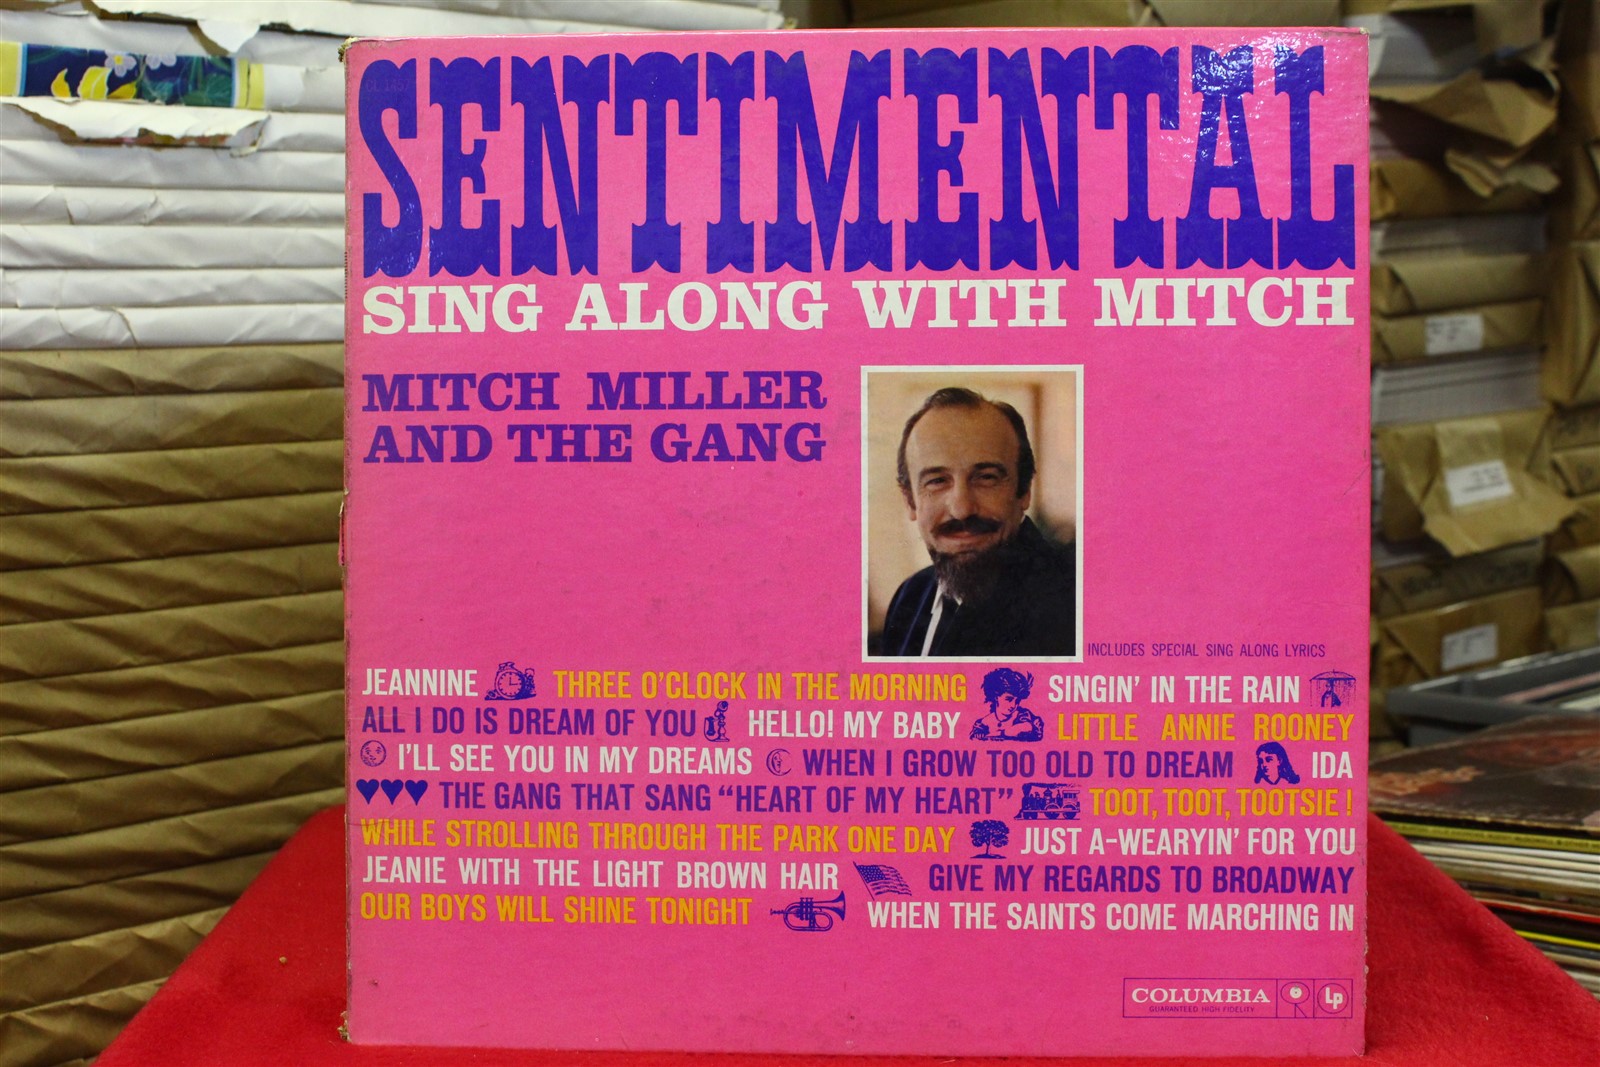 SENTIMENTAL
SING ALONG WITH MITCH
MITCH MILLER
AND THE GANG
INCLUDES SPECIAL SING ALONG LYRICS
JEANNINE THREE O'CLOCK IN THE MORNING SINGIN' IN THE RAIN
ALL I DO IS DREAM OF YOU HELLO! MY BABY LITTLE ANNIE ROONEY
I'LL SEE YOU IN MY DREAMS WHEN I GROW TOO OLD TO DREAM IDA
THE GANG THAT SANG "HEART OF MY HEART" TOOT, TOOT, TOOTSIE!
WHILE STROLLING THROUGH THE PARK ONE DAY JUST A-WEARYIN' FOR YOU
JEANIE WITH THE LIGHT BROWN HAIR GIVE MY REGARDS TO BROADWAY
OUR BOYS WILL SHINE TONIGHT WHEN THE SAINTS COME MARCHING IN
COLUMBIA Lp
GUARANTEED HIGH FIDELITY